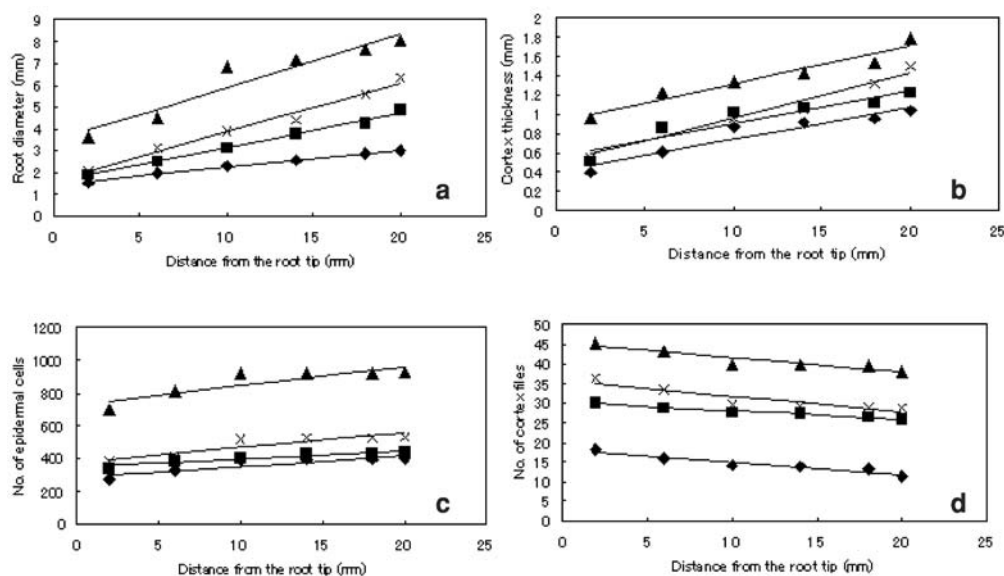 Root diameter (mm)
9
8
7
6
5
4
3
2
1
0
0 5 10 15 20 25
Distance from the root tip (mm)
a
Cortex thickness (mm)
2
1.8
1.6
1.4
1.2
1
0.8
0.6
0.4
0.2
0
0 5 10 15 20 25
Distance from the root tip (mm)
b
No. of epidermal cells
1200
1000
800
600
400
200
0
0 5 10 15 20 25
Distance from the root tip (mm)
c
No. of cortex files
50
45
40
35
30
25
20
15
10
5
0
0 5 10 15 20 25
Distance from the root tip (mm)
d